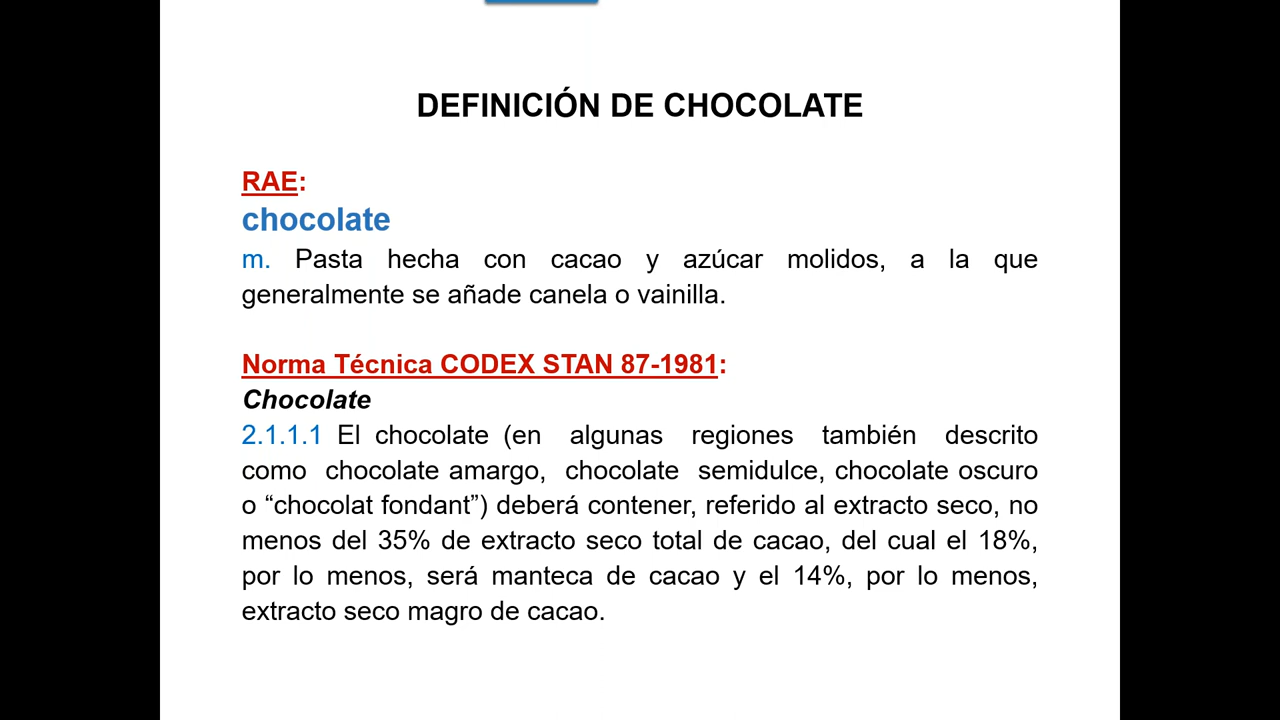 DEFINICIÓN DE CHOCOLATE
RAE:
chocolate
m. Pasta hecha con cacao y azúcar molidos, a la que
generalmente se añade canela o vainilla.
Norma Técnica CODEX STAN 87-1981:
Chocolate
2.1.1.1 El chocolate (en algunas regiones también descrito
como chocolate amargo, chocolate semidulce, chocolate oscuro
o “chocolat fondant”) deberá contener, referido al extracto seco, no
menos del 35% de extracto seco total de cacao, del cual el 18%,
por lo menos, será manteca de cacao y el 14%, por lo menos,
extracto seco magro de cacao.